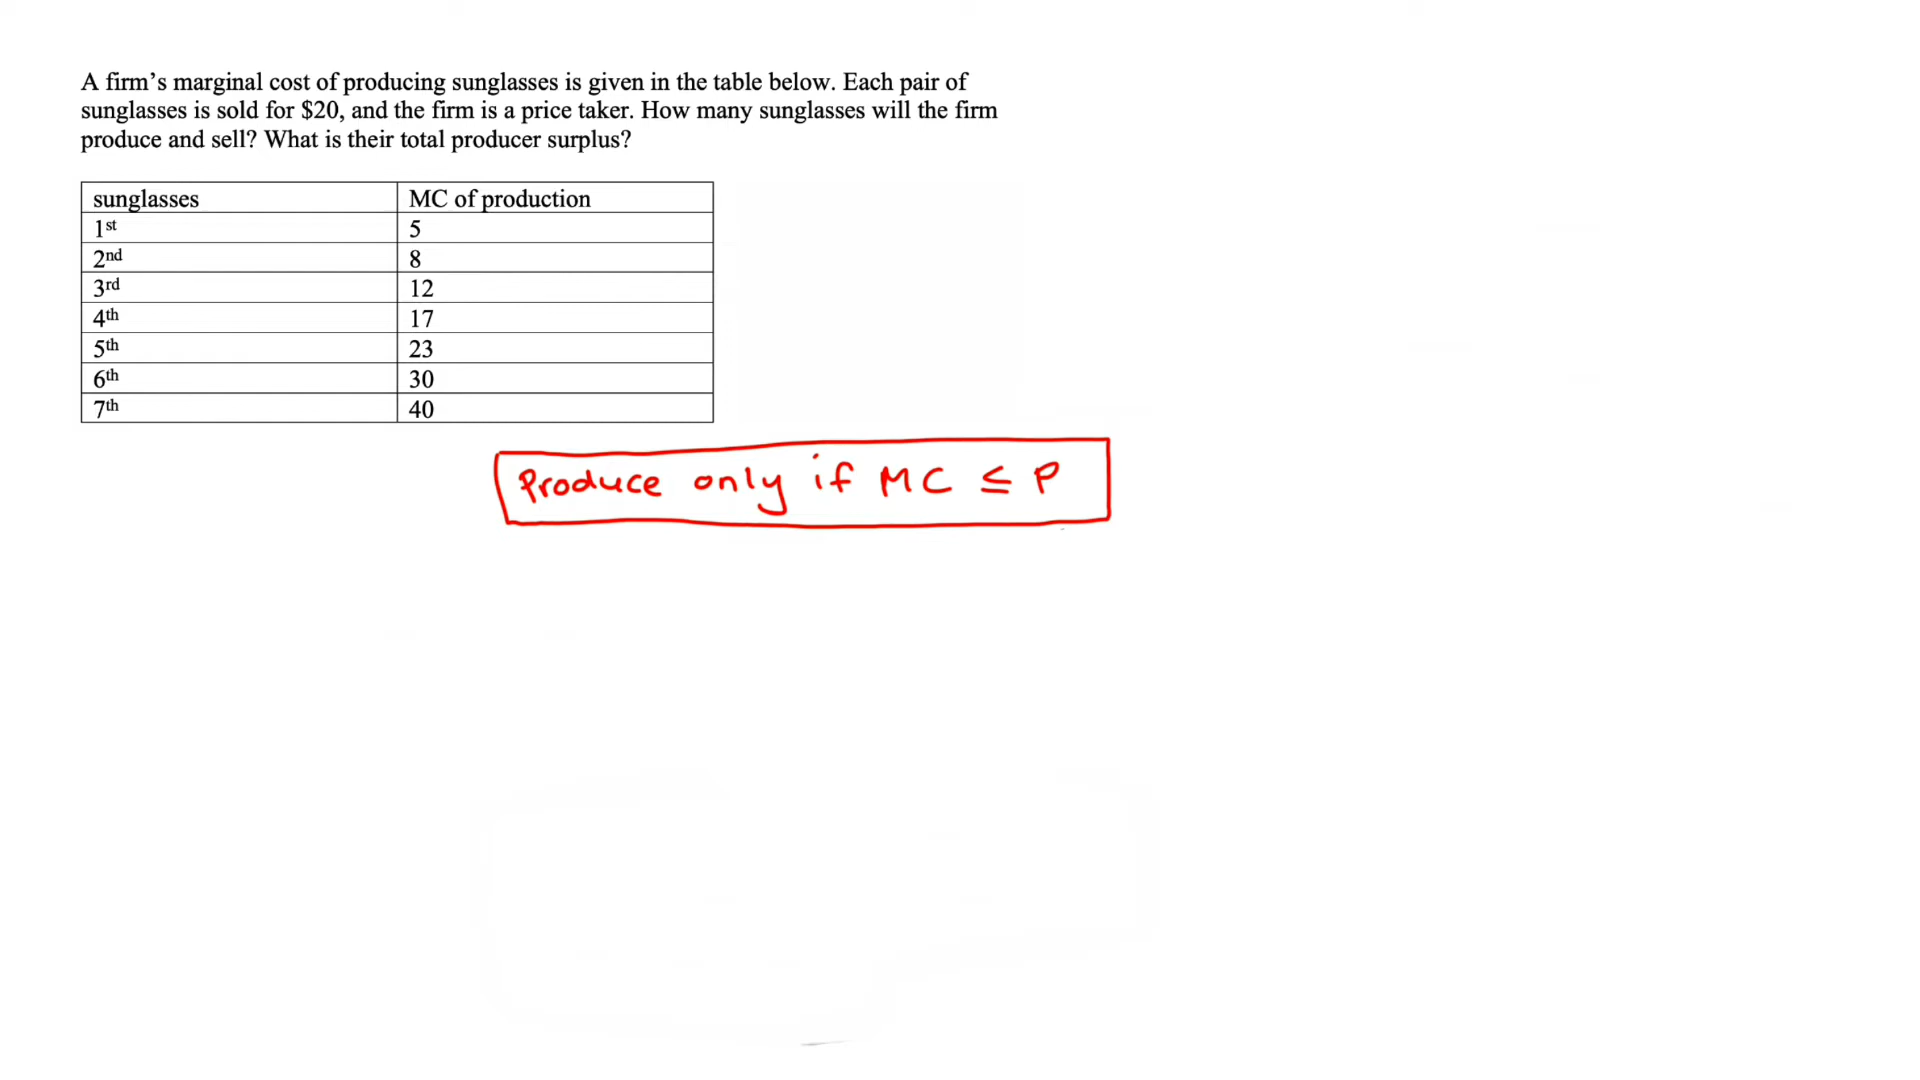 A firm’s marginal cost of producing sunglasses is given in the table below. Each pair of
sunglasses is sold for $20, and the firm is a price taker. How many sunglasses will the firm
produce and sell? What is their total producer surplus?
sunglasses MC of production
1st 5
2nd 8
3rd 12
4th 17
5th 23
6th 30
7th 40
Produce only if MC ≤ P